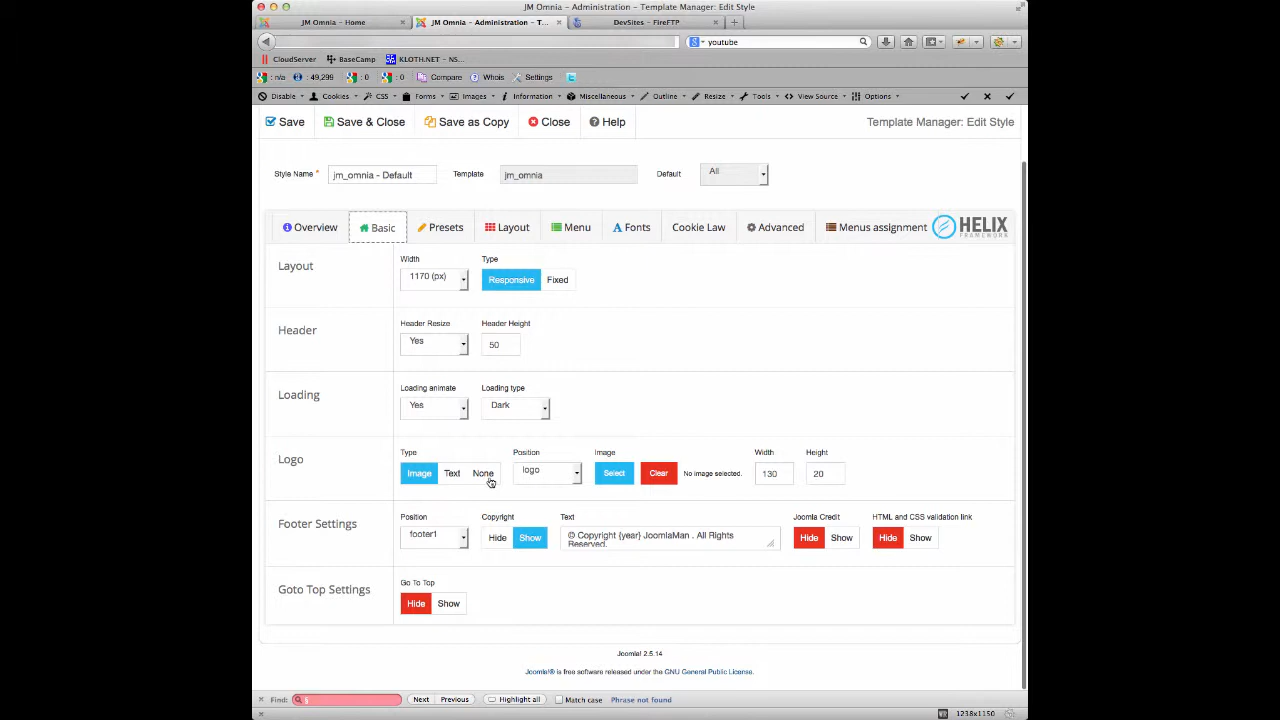 JM Omnia - Administration - Template Manager: Edit Style
JM Omnia - Home
JM Omnia - Administration - T...
DevSites - FireFTP
youtube
CloudServer BaseCamp KLOTH.NET - NS...
: n/a : 49,298 : 0 : 0 Compare Whois Settings
Disable Cookies CSS Forms Images Information Miscellaneous Outline Resize Tools View Source Options
Save Save & Close Save as Copy Close Help Template Manager: Edit Style
Style Name * jm_omnia - Default Template jm_omnia Default All
Overview Basic Presets Layout Menu Fonts Cookie Law Advanced Menus assignment HELIX
FRAMEWORK
Layout
Width Type
1170 (px) Responsive Fixed
Header
Header Resize Header Height
Yes 50
Loading
Loading animate Loading type
Yes Dark
Logo
Type Position Image Width Height
Image Text None logo Select Clear No image selected. 130 20
Footer Settings
Position Copyright Text Joomla Credit HTML and CSS validation link
footer1 Hide Show © Copyright {year} JoomlaMan . All Rights
Reserved. Hide Show Hide Show
Goto Top Settings
Go To Top
Hide Show
Joomla! 2.5.14
Joomla!® is free software released under the GNU General Public License.
Find: Next Previous Highlight all Match case Phrase not found
1238x1150